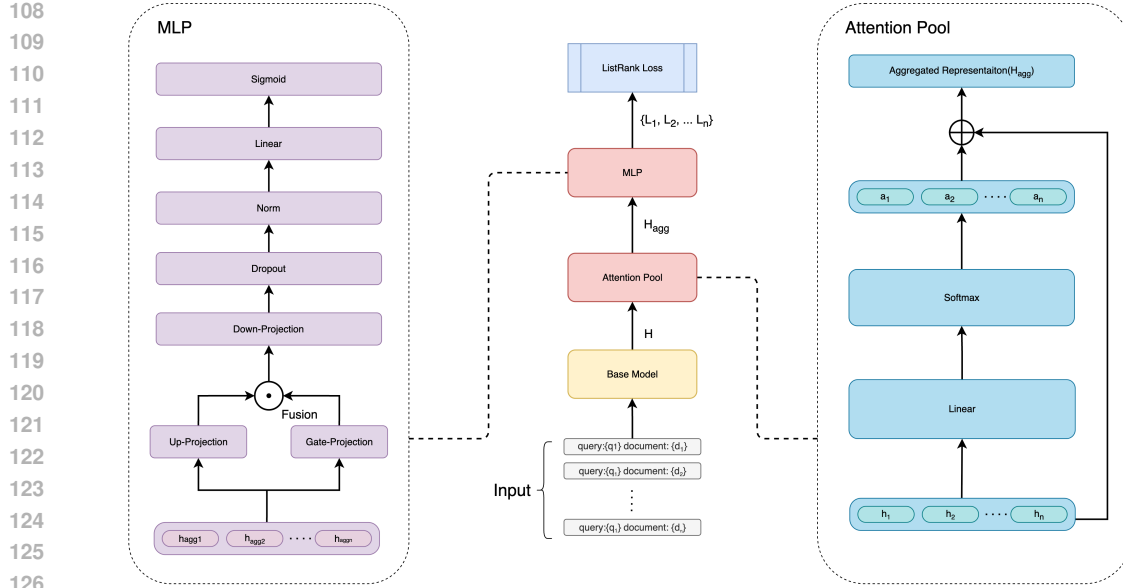 108
109
110
111
112
113
114
115
116
117
118
119
120
121
122
123
124
125
126
MLP
Sigmoid
Linear
Norm
Dropout
Down-Projection
Fusion
Up-Projection
Gate-Projection
hagg1 hagg2 ···· haggn
ListRank Loss
{L1, L2, ... Ln}
MLP
Hagg
Attention Pool
H
Base Model
Input
query:{q1} document: {d1}
query:{q1} document: {d2}
query:{q1} document: {dn}
Attention Pool
Aggregated Representaiton(Hagg)
a1 a2 ···· an
Softmax
Linear
h1 h2 ···· hn